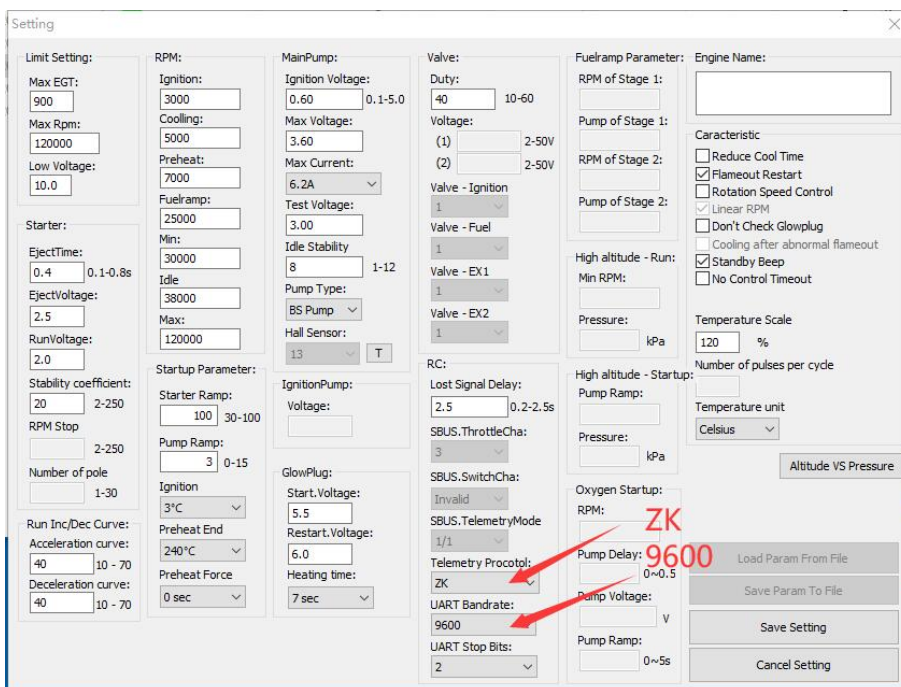 Setting
Limit Setting:
Max EGT:
900
Max Rpm:
120000
Low Voltage:
10.0
Starter:
EjectTime:
0.4 0.1-0.8s
EjectVoltage:
2.5
RunVoltage:
2.0
Stability coefficient:
20 2-250
RPM Stop
2-250
Number of pole
1-30
Run Inc/Dec Curve:
Acceleration curve:
40 10 - 70
Deceleration curve:
40 10 - 70
RPM:
Ignition:
3000
Coolling:
5000
Preheat:
7000
Fuelramp:
25000
Min:
30000
Idle
38000
Max:
120000
Startup Parameter:
Starter Ramp:
100 30-100
Pump Ramp:
3 0-15
Ignition
3°C
Preheat End
240°C
Preheat Force
0 sec
MainPump:
Ignition Voltage:
0.60 0.1-5.0
Max Voltage:
3.60
Max Current:
6.2A
Test Voltage:
3.00
Idle Stability
8 1-12
Pump Type:
BS Pump
Hall Sensor:
13 T
IgnitionPump:
Voltage:
GlowPlug:
Start.Voltage:
5.5
Restart.Voltage:
6.0
Heating time:
7 sec
Valve:
Duty:
40 10-60
Voltage:
(1) 2-50V
(2) 2-50V
Valve - Ignition
1
Valve - Fuel
1
Valve - EX1
1
Valve - EX2
1
RC:
Lost Signal Delay:
2.5 0.2-2.5s
SBUS.ThrottleCha:
3
SBUS.SwitchCha:
Invalid
SBUS.TelemetryMode
1/1
Telemetry Procotol:
ZK
UART Bandrate:
9600
UART Stop Bits:
2
Fuelramp Parameter:
RPM of Stage 1:
Pump of Stage 1:
RPM of Stage 2:
Pump of Stage 2:
High altitude - Run:
Min RPM:
Pressure:
kPa
High altitude - Startup:
Pump Ramp:
Pressure:
kPa
Oxygen Startup:
RPM:
ZK
9600
Pump Delay:
0~0.5
Pump Voltage:
V
Pump Ramp:
0~5s
Engine Name:
Caracteristic
Reduce Cool Time
Flameout Restart
Rotation Speed Control
Linear RPM
Don't Check Glowplug
Cooling after abnormal flameout
Standby Beep
No Control Timeout
Temperature Scale
120 %
Number of pulses per cycle
Temperature unit
Celsius
Altitude VS Pressure
Load Param From File
Save Param To File
Save Setting
Cancel Setting